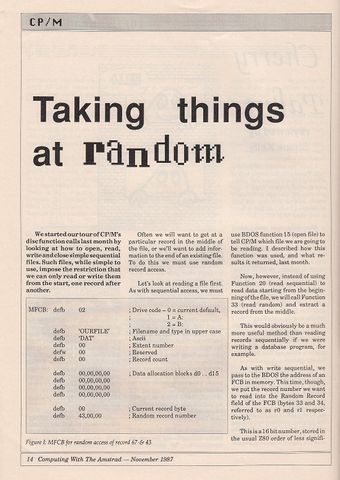 CP/M
Taking things
at random
We started our tour of CP/M's
disc function calls last month by
looking at how to open, read,
write and close simple sequential
files. Such files, while simple to
use, impose the restriction that
we can only read or write them
from the start, one record after
another.
Often we will want to get at a
particular record in the middle of
the file, or we'll want to add infor-
mation to the end of an existing file.
To do this we must use random
record access.
Let's look at reading a file first.
As with sequential access, we must
MFCB: defb 02 ; Drive code – 0 = current default,
; 1 = A:
; 2 = B:
defb 'OURFILE' ; Filename and type in upper case
defb 'DAT' ; Ascii
defb 00 ; Extent number
defw 00 ; Reserved
defb 00 ; Record count
defb 00,00,00,00 ; Data allocation blocks d0 . . d15
defb 00,00,00,00
defb 00,00,00,00
defb 00,00,00,00
defb 00 ; Current record byte
defb 43,00,00 ; Random record number
Figure I: MFCB for random access of record 67 & 43
use BDOS function 15 (open file) to
tell CP/M which file we are going to
be reading. I described how this
function was used, and what re-
sults it returned, last month.
Now, however, instead of using
Function 20 (read sequential) to
read data starting from the begin-
ning of the file, we will call Function
33 (read random) and extract a
record from the middle.
This would obviously be a much
more useful method than reading
records sequentially if we were
writing a database program, for
example.
As with write sequential, we
pass to the BDOS the address of an
FCB in memory. This time, though,
we put the record number we want
to read into the Random Record
field of the FCB (bytes 33 and 34,
referred to as r0 and r1 respec-
tively).
This is a 16 bit number, stored in
the usual Z80 order of less signifi-
14 Computing With The Amstrad — November 1987